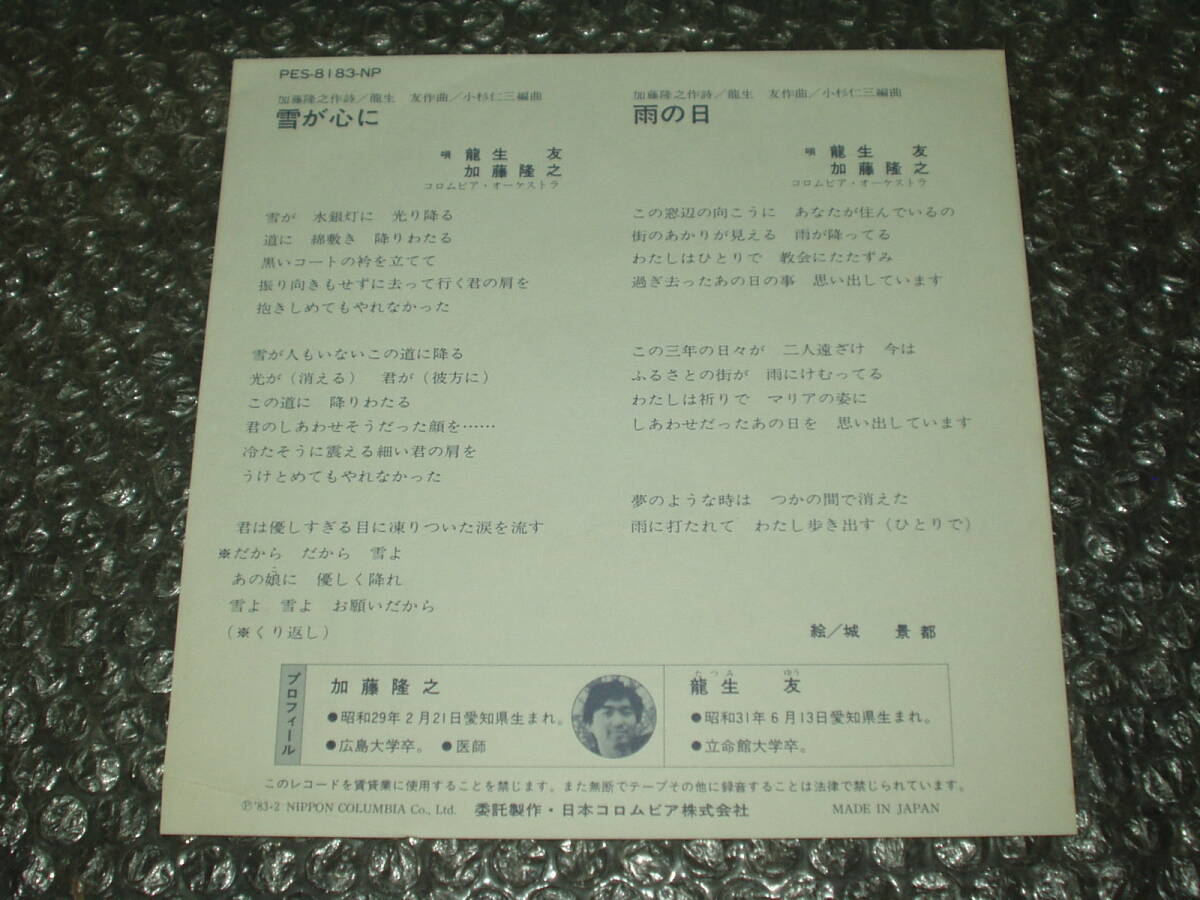 PES-8183-NP
加藤隆之作詩／龍生　友作曲／小杉仁三編曲
雪が心に
唄 龍生　友
加藤隆之
コロムビア・オーケストラ
雪が　水銀灯に　光り降る
道に　綿敷き　降りわたる
黒いコートの衿を立てて
振り向きもせずに去って行く君の肩を
抱きしめてもやれなかった
雪が人もいないこの道に降る
光が（消える）　君が（彼方に）
この道に　降りわたる
君のしあわせそうだった顔を……
冷たそうに震える細い君の肩を
うけとめてもやれなかった
君は優しすぎる目に凍りついた涙を流す
※だから　だから　雪よ
あの娘に　優しく降れ
こ
雪よ　雪よ　お願いだから
（※くり返し）
加藤隆之作詩／龍生　友作曲／小杉仁三編曲
雨の日
唄 龍生　友
加藤隆之
コロムビア・オーケストラ
この窓辺の向こうに　あなたが住んでいるの
街のあかりが見える　雨が降ってる
わたしはひとりで　教会にたたずみ
過ぎ去ったあの日の事　思い出しています
この三年の日々が　二人遠ざけ　今は
ふるさとの街が　雨にけむってる
わたしは祈りで　マリアの姿に
しあわせだったあの日を　思い出しています
夢のような時は　つかの間で消えた
雨に打たれて　わたし歩き出す（ひとりで）
絵／城　景都
プロフィール
加藤隆之
●昭和29年2月21日愛知県生まれ。
●広島大学卒。　●医師
たつみ　ゆう
龍生　友
●昭和31年6月13日愛知県生まれ。
●立命館大学卒。
このレコードを賃貸業に使用することを禁じます。また無断でテープその他に録音することは法律で禁じられています。
Ⓟ'83-2 NIPPON COLUMBIA Co., Ltd.　委託製作・日本コロムビア株式会社　MADE IN JAPAN